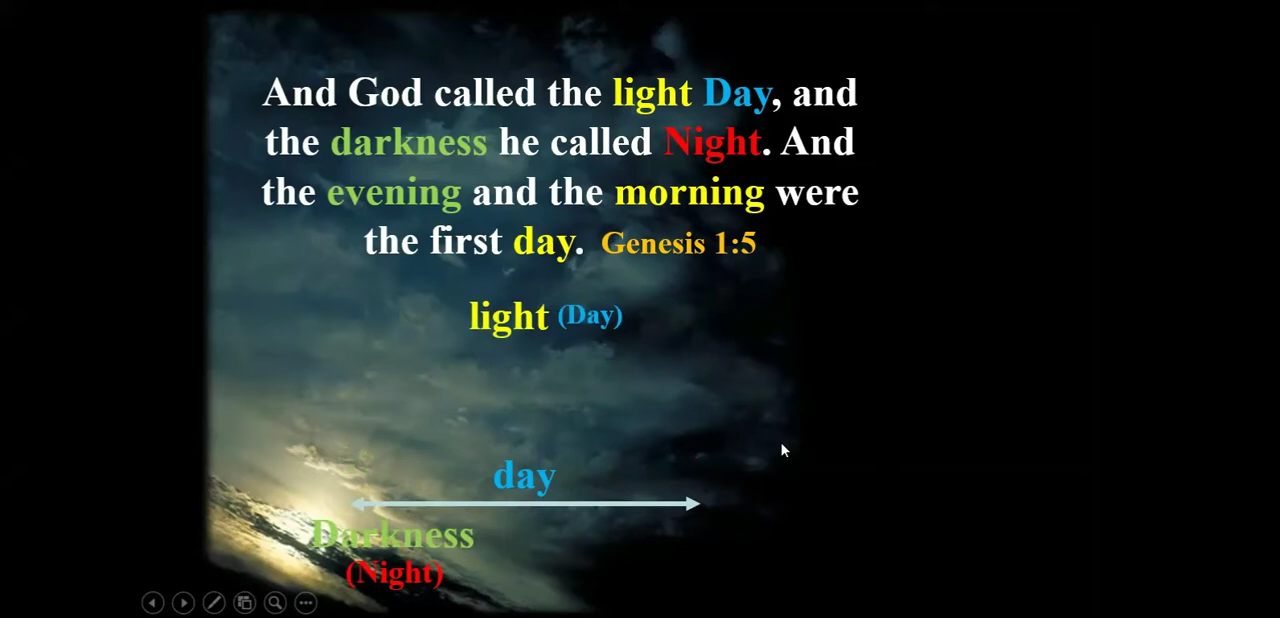 And God called the light Day, and
the darkness he called Night. And
the evening and the morning were
the first day. Genesis 1:5
light (Day)
day
Darkness
(Night)